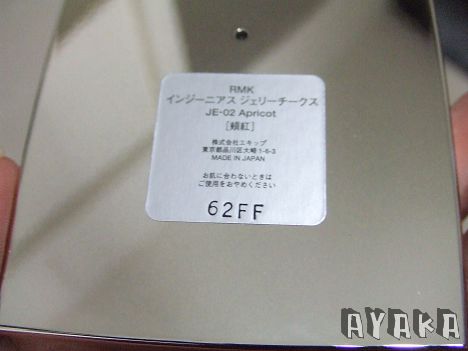 RMK
インジーニアス ジェリーチークス
JE-02 Apricot
[頬紅]
株式会社エキップ
東京都品川区大崎1-6-3
MADE IN JAPAN
お肌に合わないときは
ご使用をおやめください
62FF
AYAKA